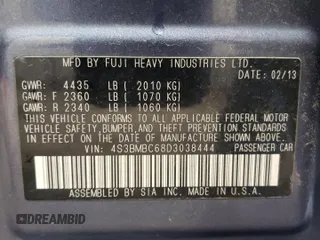 MFD BY FUJI HEAVY INDUSTRIES LTD.
DATE: 02/13
GVWR: 4435 LB ( 2010 KG)
GAWR: F 2360 LB ( 1070 KG)
GAWR: R 2340 LB ( 1060 KG)
THIS VEHICLE CONFORMS TO ALL APPLICABLE FEDERAL MOTOR
VEHICLE SAFETY, BUMPER, AND THEFT PREVENTION STANDARDS
IN EFFECT ON THE DATE OF MANUFACTURE SHOWN ABOVE.
VIN: 4S3BMBC68D3038444 PASSENGER CAR
ASSEMBLED BY SIA INC. MADE IN U.S.A.
© DREAMBID